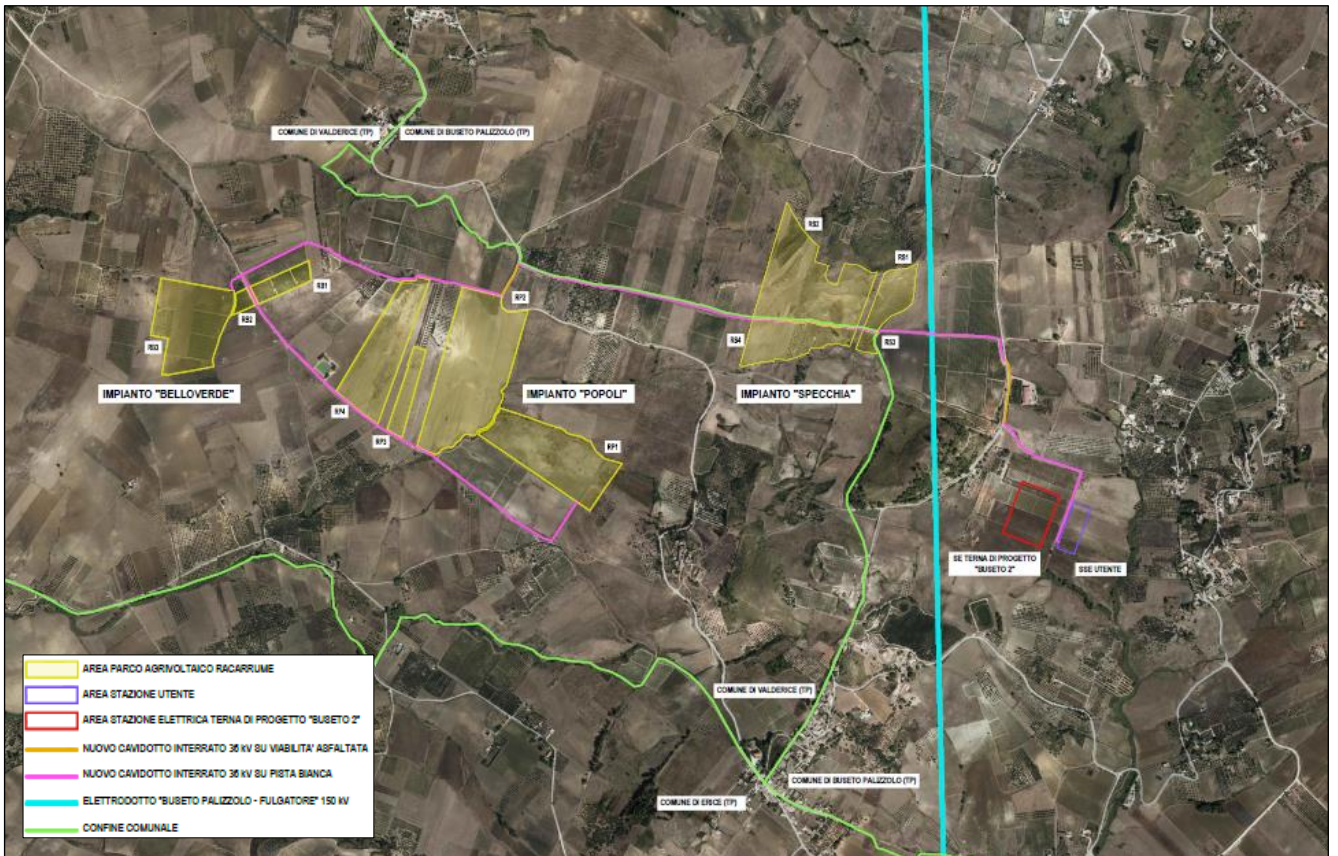 COMUNE DI VALDERICE (TP)
COMUNE DI BUSETO PALIZZOLO (TP)
RS2
RS1
RS1
RS2
RP2
RS3
RS4
RS3
IMPIANTO "BELLOVERDE"
IMPIANTO "POPOLI"
IMPIANTO "SPECCHIA"
RP4
RP3
RP1
SE TERNA DI PROGETTO
"BUSETO 2"
SSE UTENTE
AREA PARCO AGRIVOLTAICO RACARRUME
AREA STAZIONE UTENTE
AREA STAZIONE ELETTRICA TERNA DI PROGETTO "BUSETO 2"
NUOVO CAVIDOTTO INTERRATO 36 kV SU VIABILITA' ASFALTATA
NUOVO CAVIDOTTO INTERRATO 36 kV SU PISTA BIANCA
ELETTRODOTTO "BUSETO PALIZZOLO - FULGATORE" 150 kV
CONFINE COMUNALE
COMUNE DI VALDERICE (TP)
COMUNE DI BUSETO PALIZZOLO (TP)
COMUNE DI ERICE (TP)